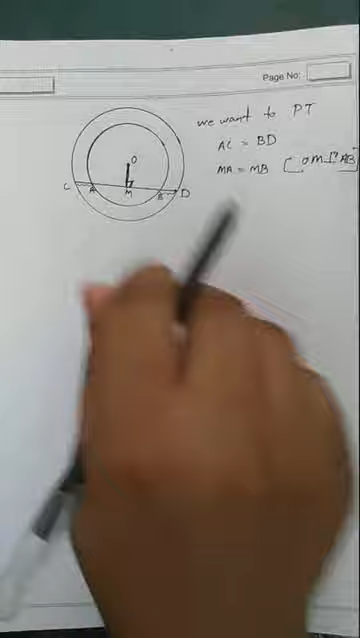 Page No:
we want to PT
AC = BD
MA = MB [OM ⊥ AB]
O
C A M B D